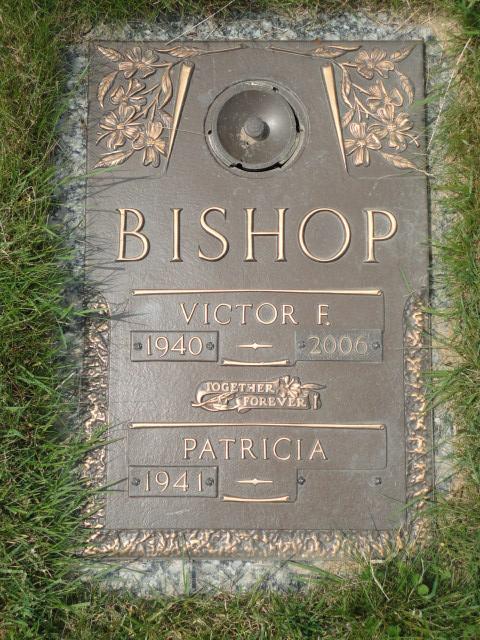 BISHOP
VICTOR F.
1940 2006
TOGETHER
FOREVER
PATRICIA
1941